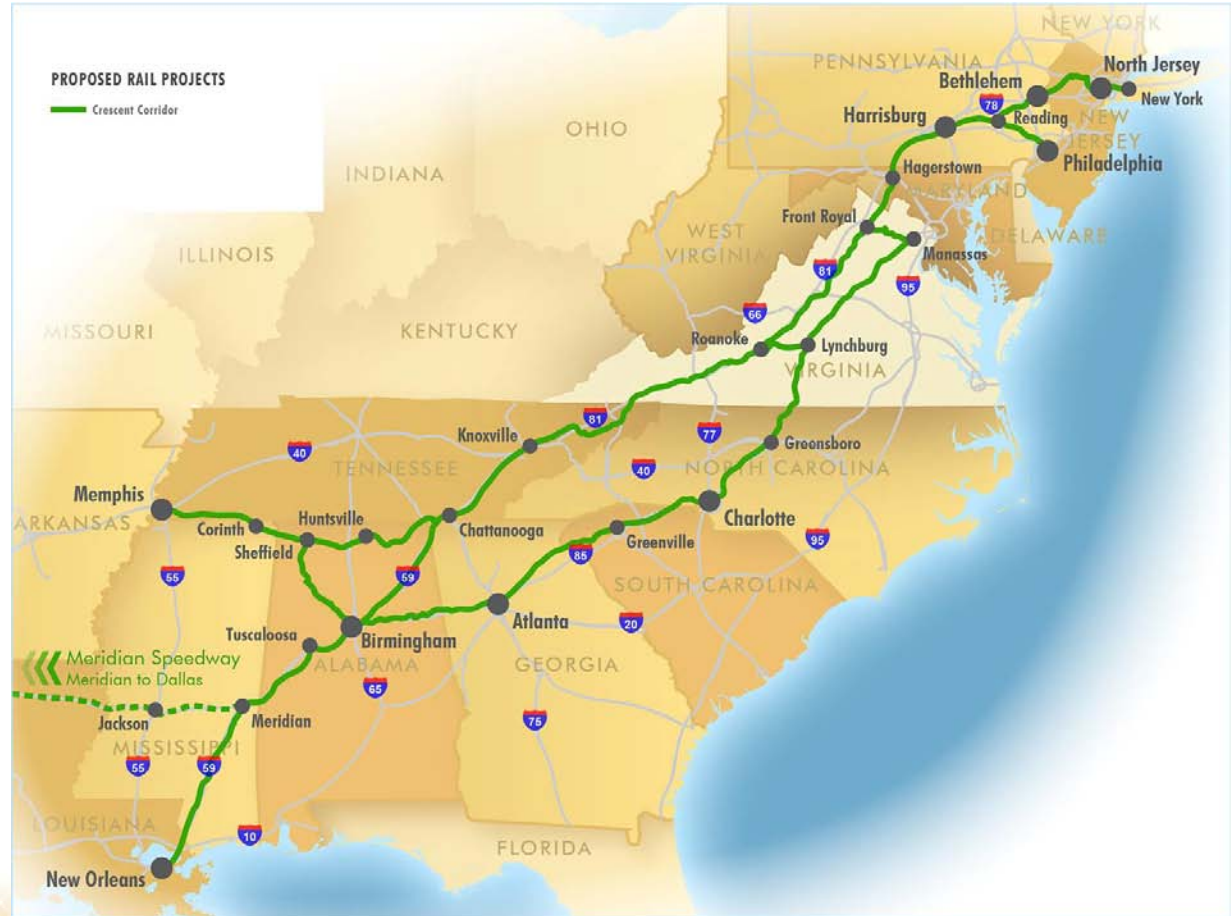 PROPOSED RAIL PROJECTS
Crescent Corridor
NEW YORK
PENNSYLVANIA
North Jersey
Bethlehem
New York
78
Harrisburg
Reading
NEW
JERSEY
OHIO
Philadelphia
Hagerstown
INDIANA
MARYLAND
Front Royal
WEST
VIRGINIA
DELAWARE
Manassas
ILLINOIS
81
95
66
MISSOURI
KENTUCKY
Roanoke
Lynchburg
VIRGINIA
81
77
Knoxville
Greensboro
40
TENNESSEE
40
NORTH CAROLINA
Memphis
ARKANSAS
Corinth
Huntsville
Sheffield
Chattanooga
Charlotte
Greenville
95
85
55
59
SOUTH CAROLINA
Atlanta
20
Tuscaloosa
Birmingham
ALABAMA
GEORGIA
Meridian Speedway
Meridian to Dallas
65
Jackson
Meridian
75
MISSISSIPPI
55
59
LOUISIANA
10
FLORIDA
New Orleans